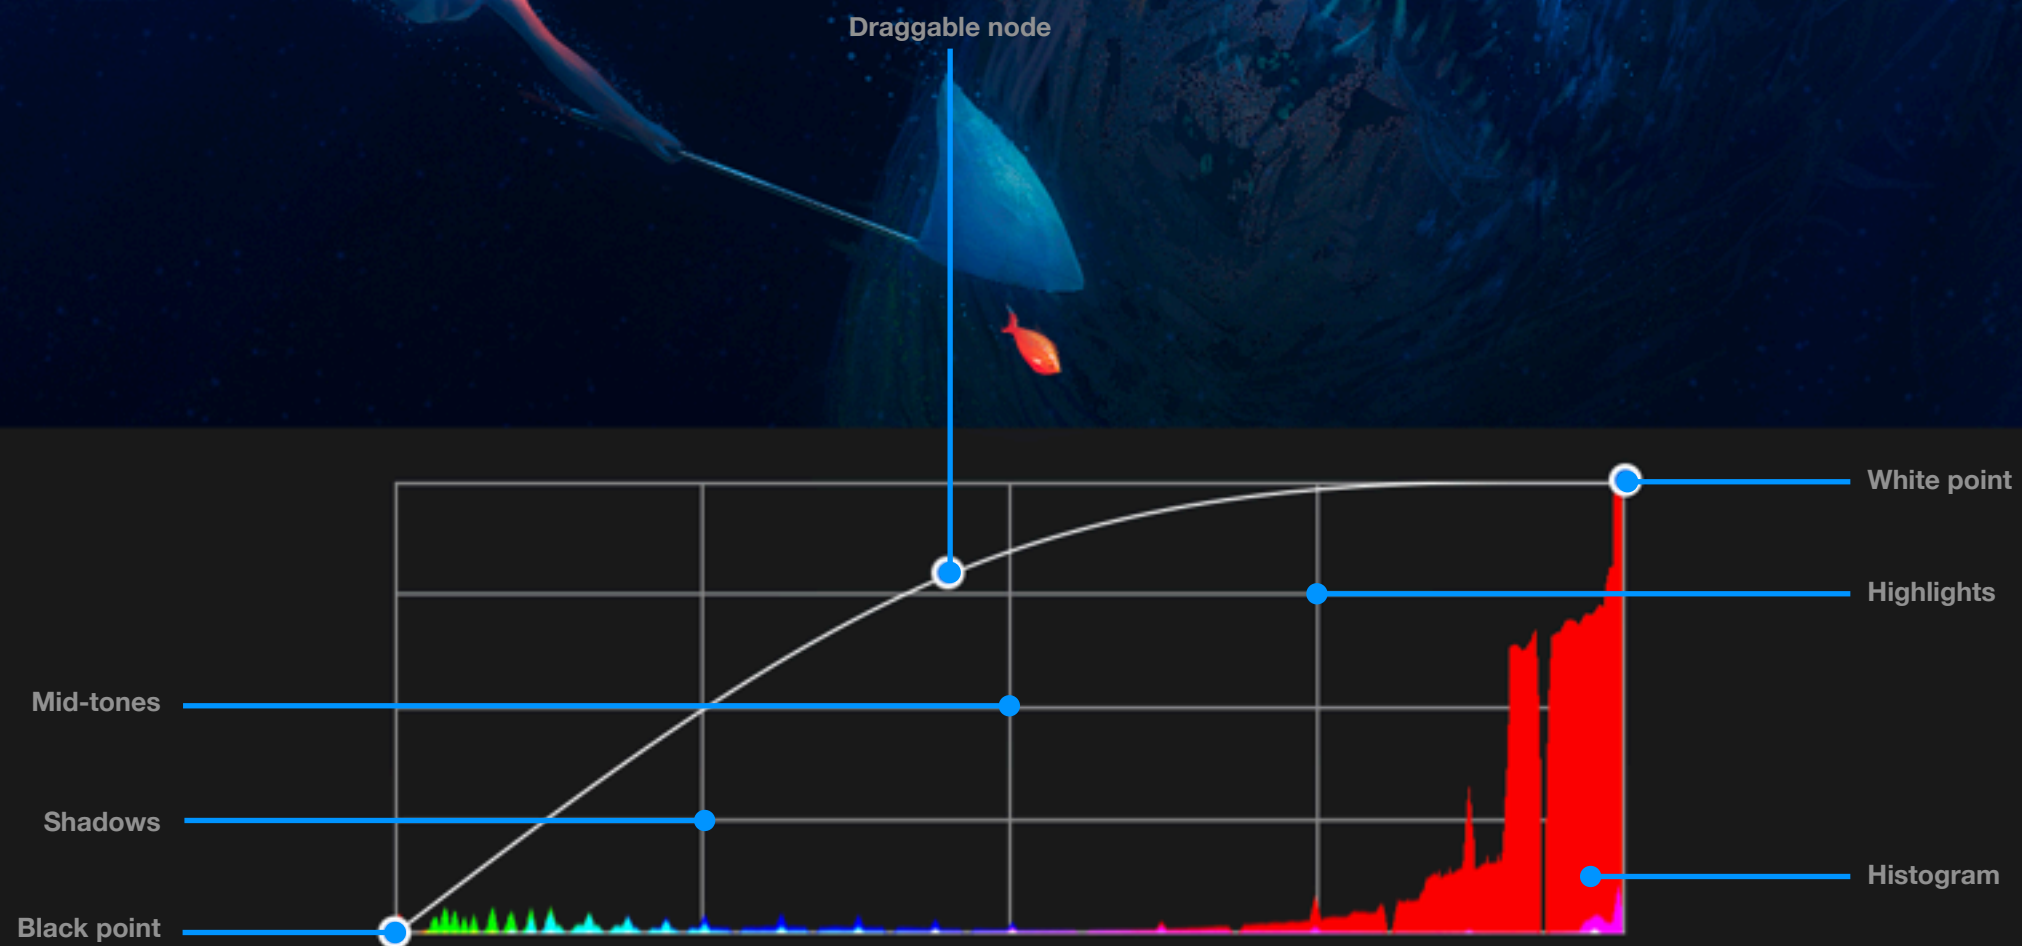 Draggable node
White point
Highlights
Mid-tones
Shadows
Histogram
Black point